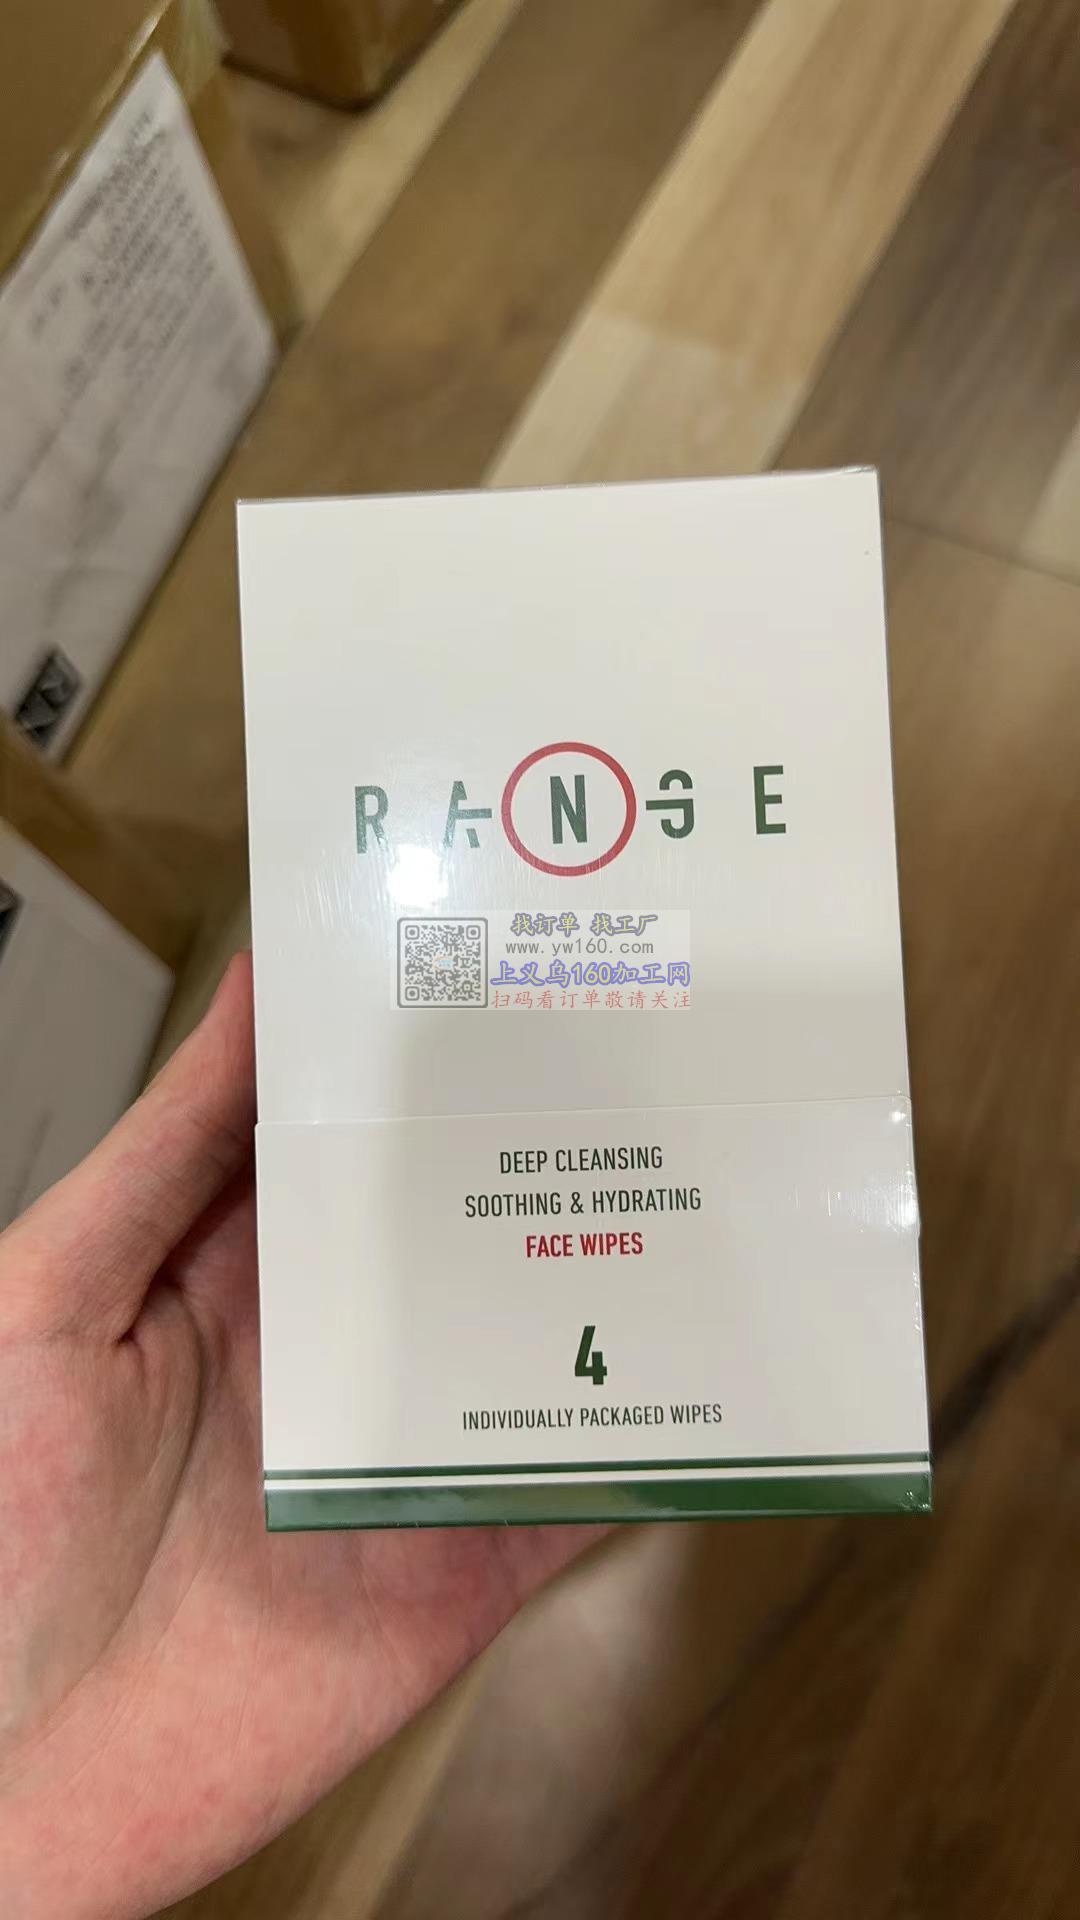 RANGE
找订单 找工厂
www.yw160.com
上义乌160加工网
扫码看订单敬请关注
DEEP CLEANSING
SOOTHING & HYDRATING
FACE WIPES
4
INDIVIDUALLY PACKAGED WIPES